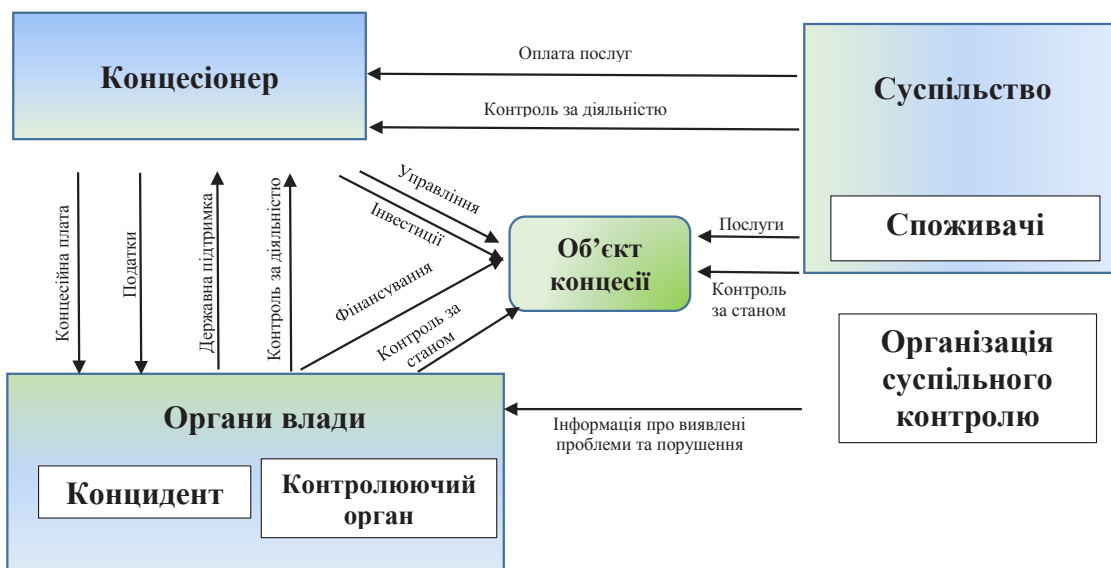 Концесіонер
Оплата послуг
Контроль за діяльністю
Суспільство
Споживачі
Концесійна плата
Податки
Державна підтримка
Контроль за діяльністю
Управління
Інвестиції
Фінансування
Контроль за
станом
Об’єкт
концесії
Послуги
Контроль
за станом
Організація
суспільного
контролю
Органи влади
Концидент
Контролюючий
орган
Інформація про виявлені
проблеми та порушення